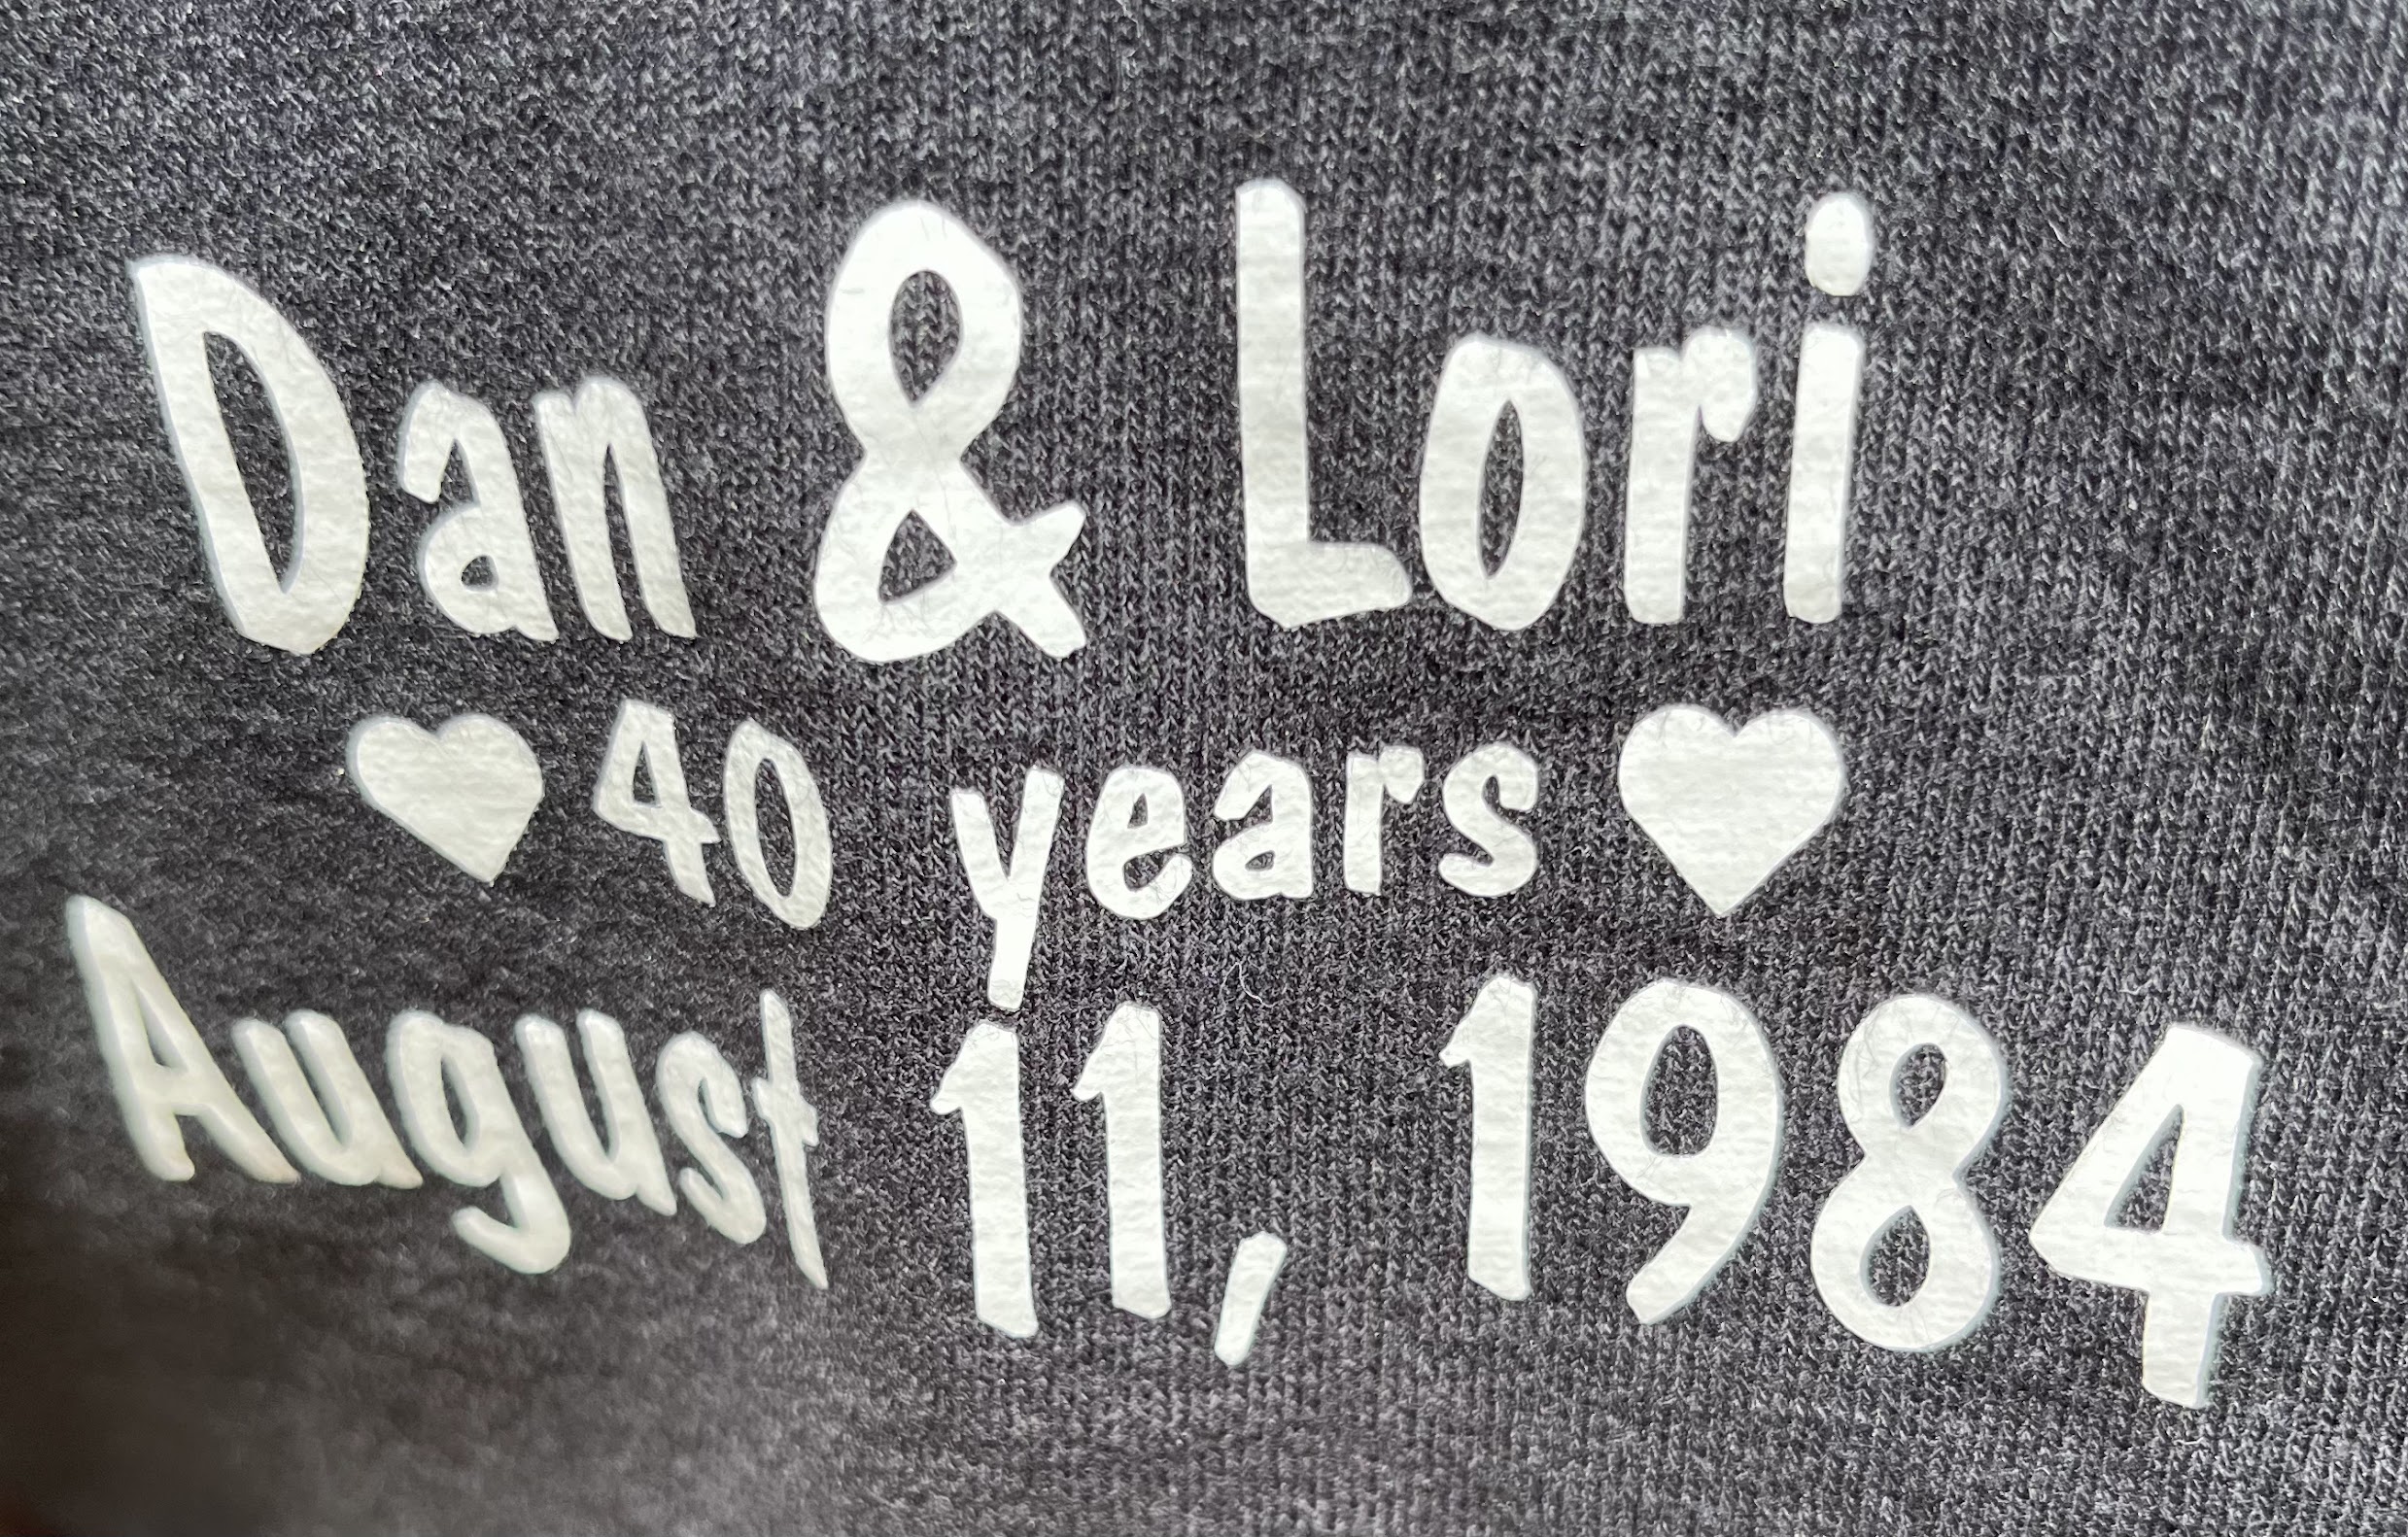 Dan & Lori
♥ 40 years ♥
August 11, 1984